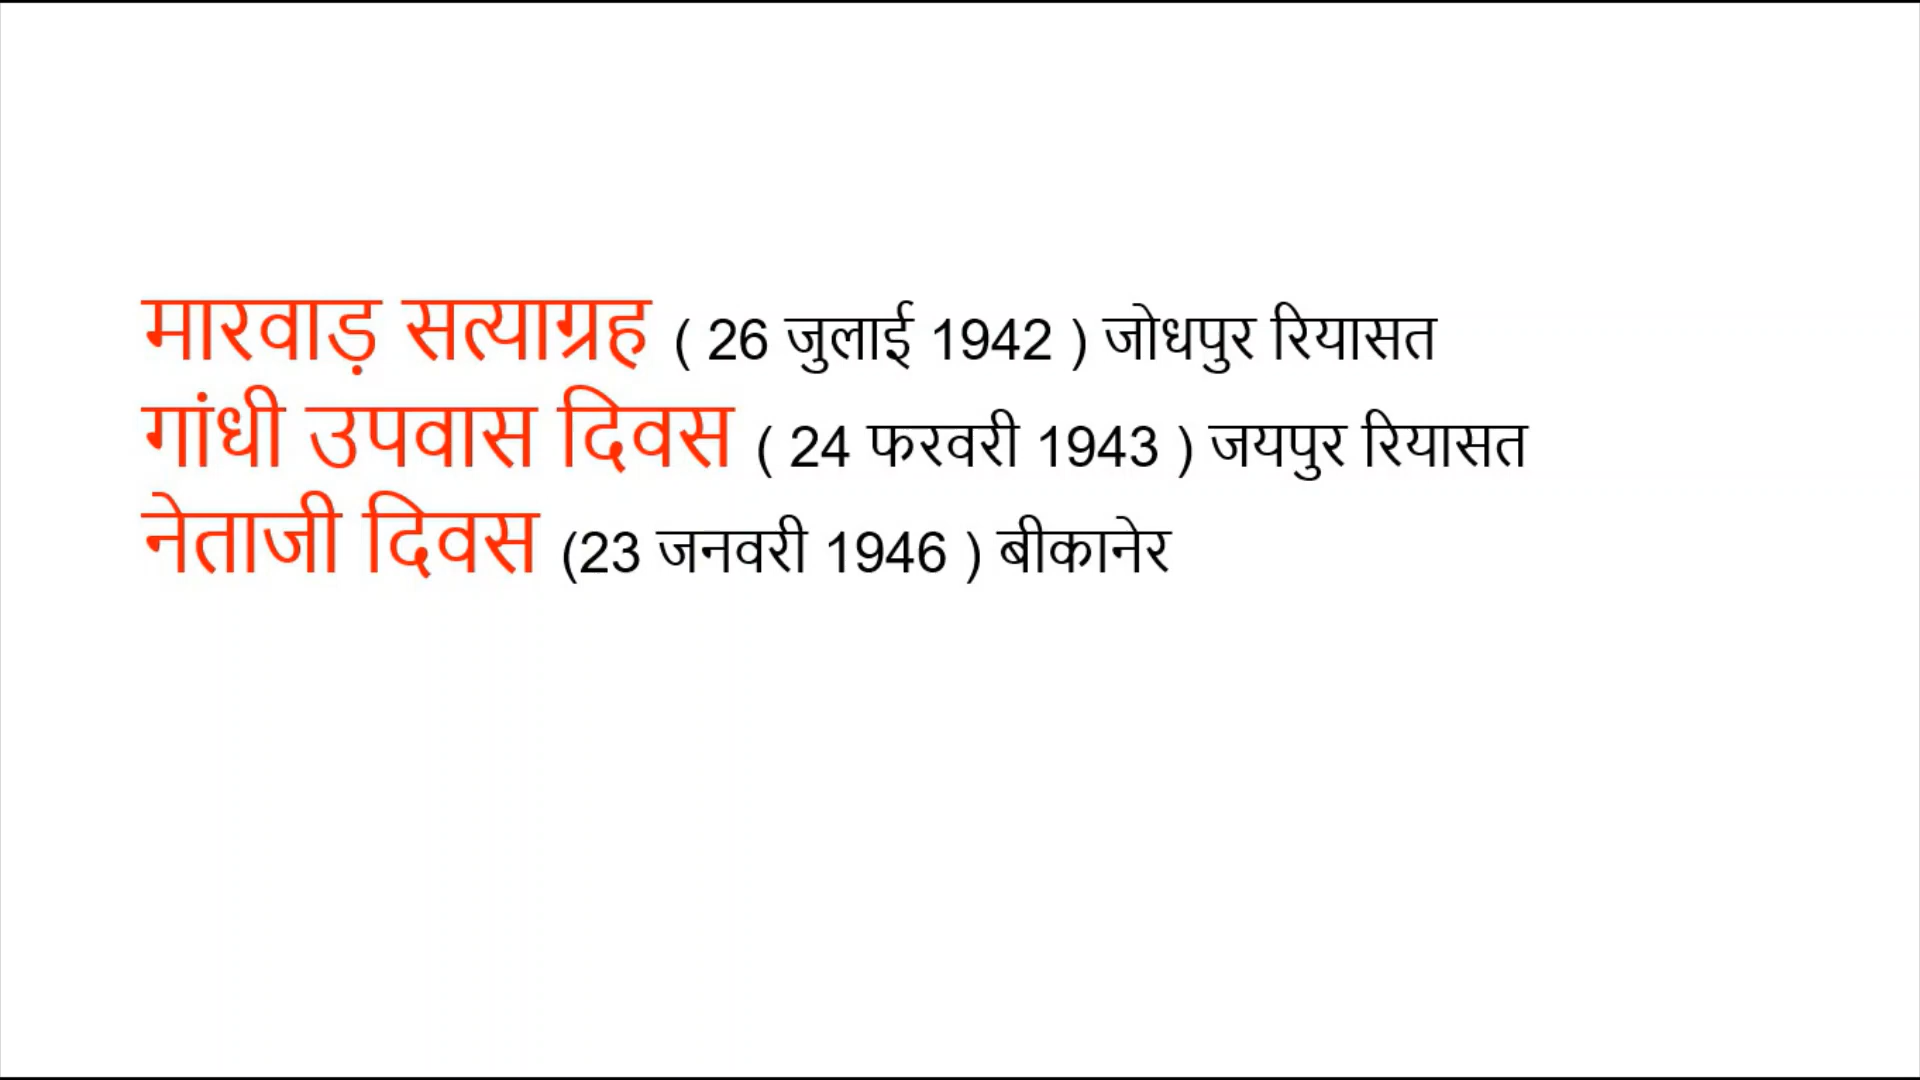 मारवाड़ सत्याग्रह ( 26 जुलाई 1942 ) जोधपुर रियासत
गांधी उपवास दिवस ( 24 फरवरी 1943 ) जयपुर रियासत
नेताजी दिवस (23 जनवरी 1946 ) बीकानेर